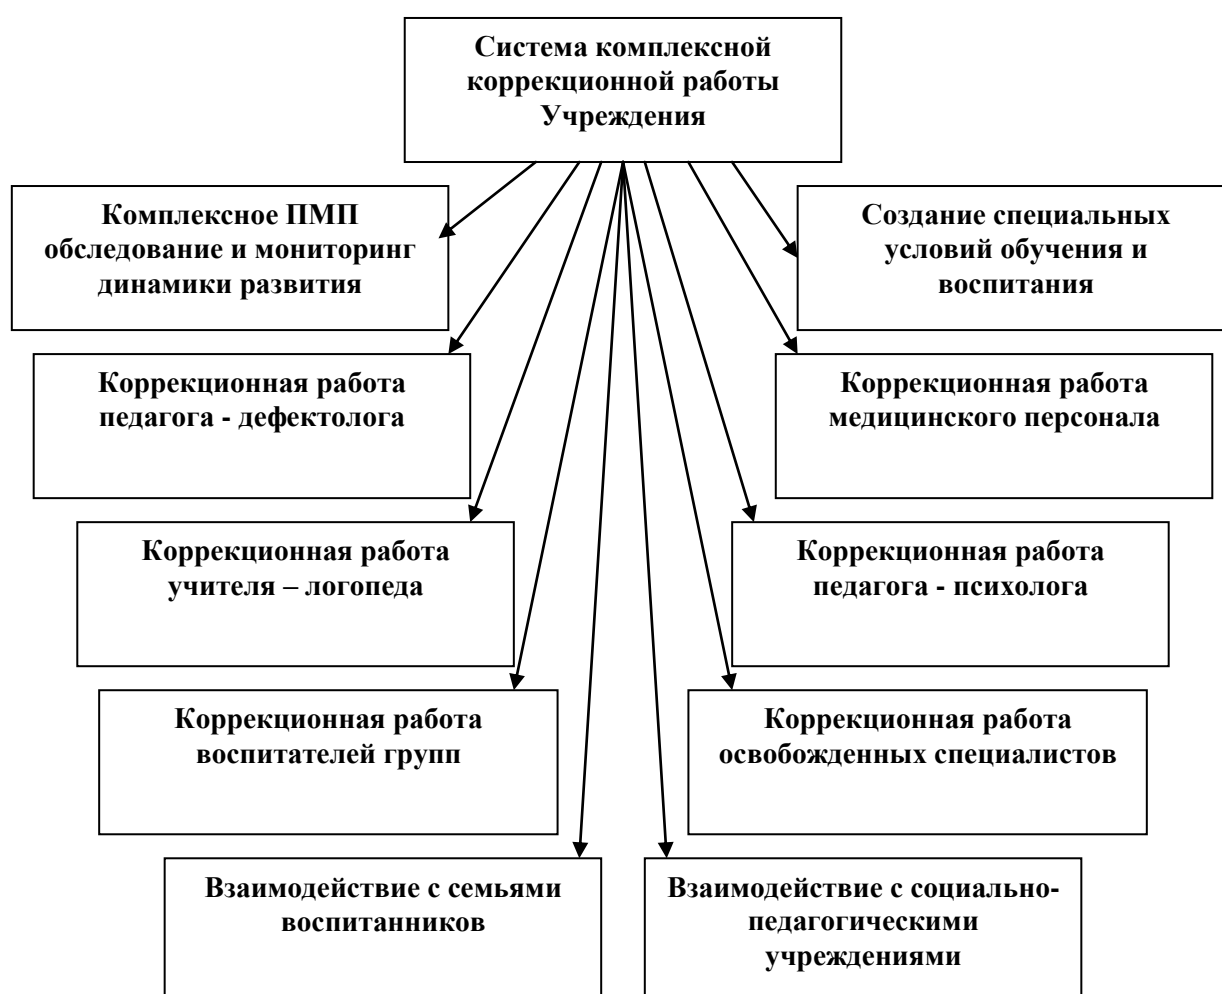 Система комплексной
коррекционной работы
Учреждения
Комплексное ПМП
обследование и мониторинг
динамики развития
Создание специальных
условий обучения и
воспитания
Коррекционная работа
педагога - дефектолога
Коррекционная работа
медицинского персонала
Коррекционная работа
учителя – логопеда
Коррекционная работа
педагога - психолога
Коррекционная работа
воспитателей групп
Коррекционная работа
освобожденных специалистов
Взаимодействие с семьями
воспитанников
Взаимодействие с социально-
педагогическими
учреждениями